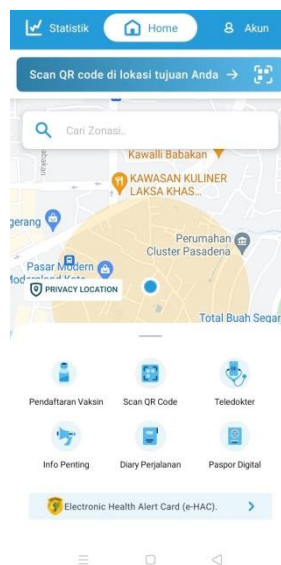 Statistik
Home
Akun
Scan QR code di lokasi tujuan Anda →
Cari Zonasi..
Kawalli Babakan
KAWASAN KULINER
LAKSA KHAS...
gerang
Perumahan
Cluster Pasadena
Pasar Modern
PRIVACY LOCATION
Total Buah Segar
Pendaftaran Vaksin
Scan QR Code
Teledokter
Info Penting
Diary Perjalanan
Paspor Digital
Electronic Health Alert Card (e-HAC).